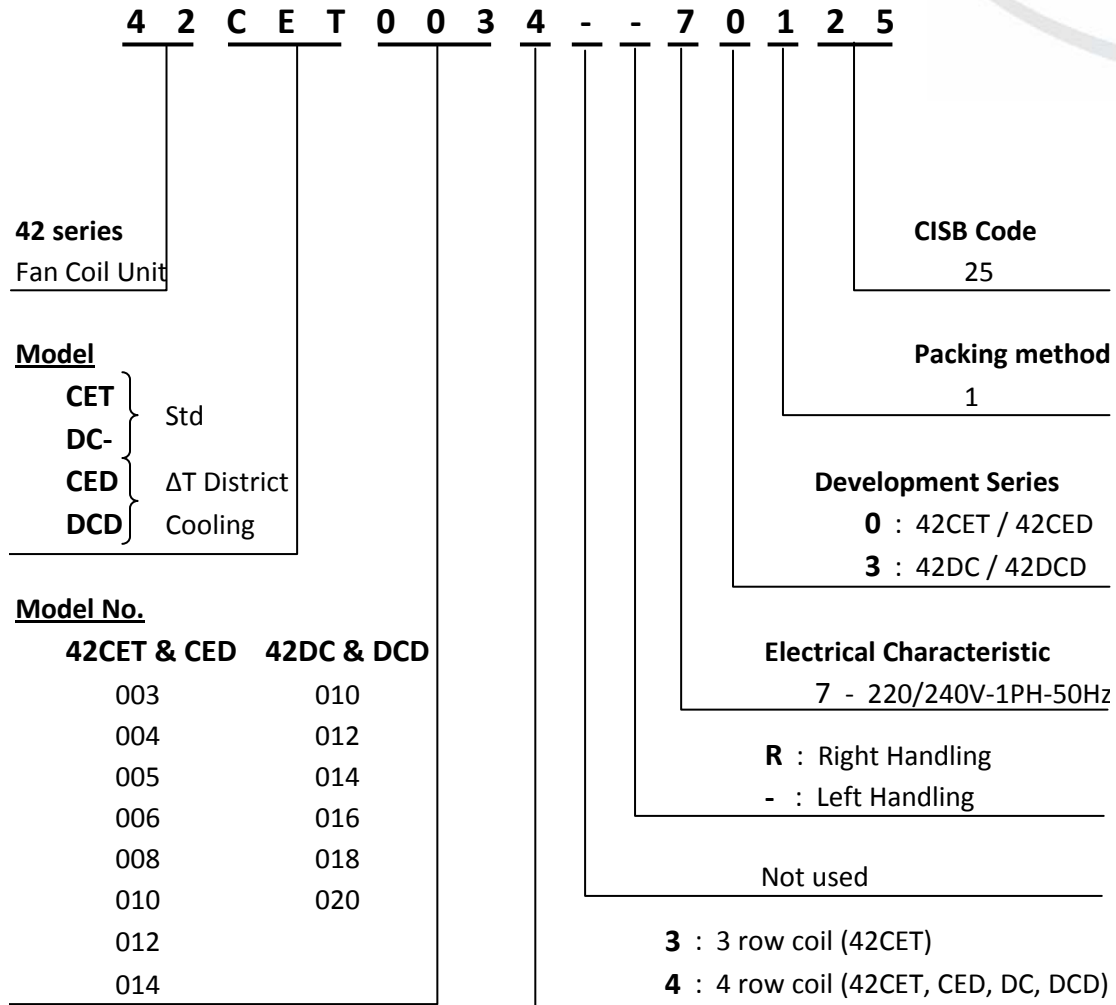 4 2 C E T 0 0 3 4 - - 7 0 1 2 5
42 series
Fan Coil Unit
Model
CET
DC-
Std
CED
DCD
ΔT District
Cooling
Model No.
42CET & CED 42DC & DCD
003 010
004 012
005 014
006 016
008 018
010 020
012
014
CISB Code
25
Packing method
1
Development Series
0 : 42CET / 42CED
3 : 42DC / 42DCD
Electrical Characteristic
7 - 220/240V-1PH-50Hz
R : Right Handling
- : Left Handling
Not used
3 : 3 row coil (42CET)
4 : 4 row coil (42CET, CED, DC, DCD)